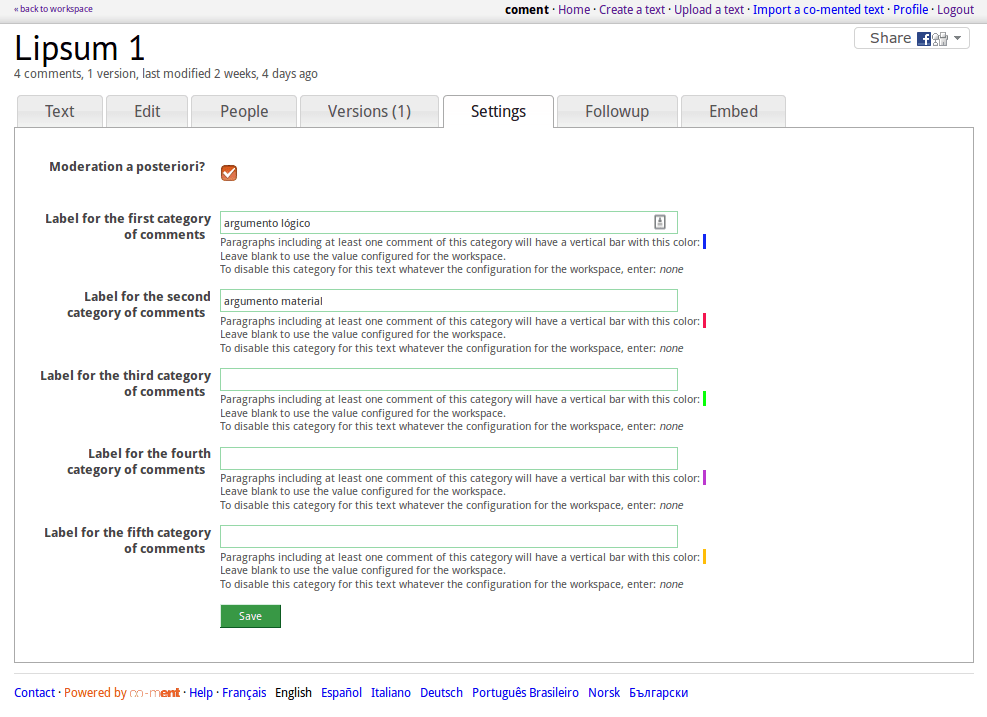 « back to workspace
coment · Home · Create a text · Upload a text · Import a co-mented text · Profile · Logout
Lipsum 1
Share
4 comments, 1 version, last modified 2 weeks, 4 days ago
Text Edit People Versions (1) Settings Followup Embed
Moderation a posteriori?
Label for the first category of comments
argumento lógico
Paragraphs including at least one comment of this category will have a vertical bar with this color:
Leave blank to use the value configured for the workspace.
To disable this category for this text whatever the configuration for the workspace, enter: none
Label for the second category of comments
argumento material
Paragraphs including at least one comment of this category will have a vertical bar with this color:
Leave blank to use the value configured for the workspace.
To disable this category for this text whatever the configuration for the workspace, enter: none
Label for the third category of comments
Paragraphs including at least one comment of this category will have a vertical bar with this color:
Leave blank to use the value configured for the workspace.
To disable this category for this text whatever the configuration for the workspace, enter: none
Label for the fourth category of comments
Paragraphs including at least one comment of this category will have a vertical bar with this color:
Leave blank to use the value configured for the workspace.
To disable this category for this text whatever the configuration for the workspace, enter: none
Label for the fifth category of comments
Paragraphs including at least one comment of this category will have a vertical bar with this color:
Leave blank to use the value configured for the workspace.
To disable this category for this text whatever the configuration for the workspace, enter: none
Save
Contact · Powered by co-ment · Help · Français English Español Italiano Deutsch Português Brasileiro Norsk Български